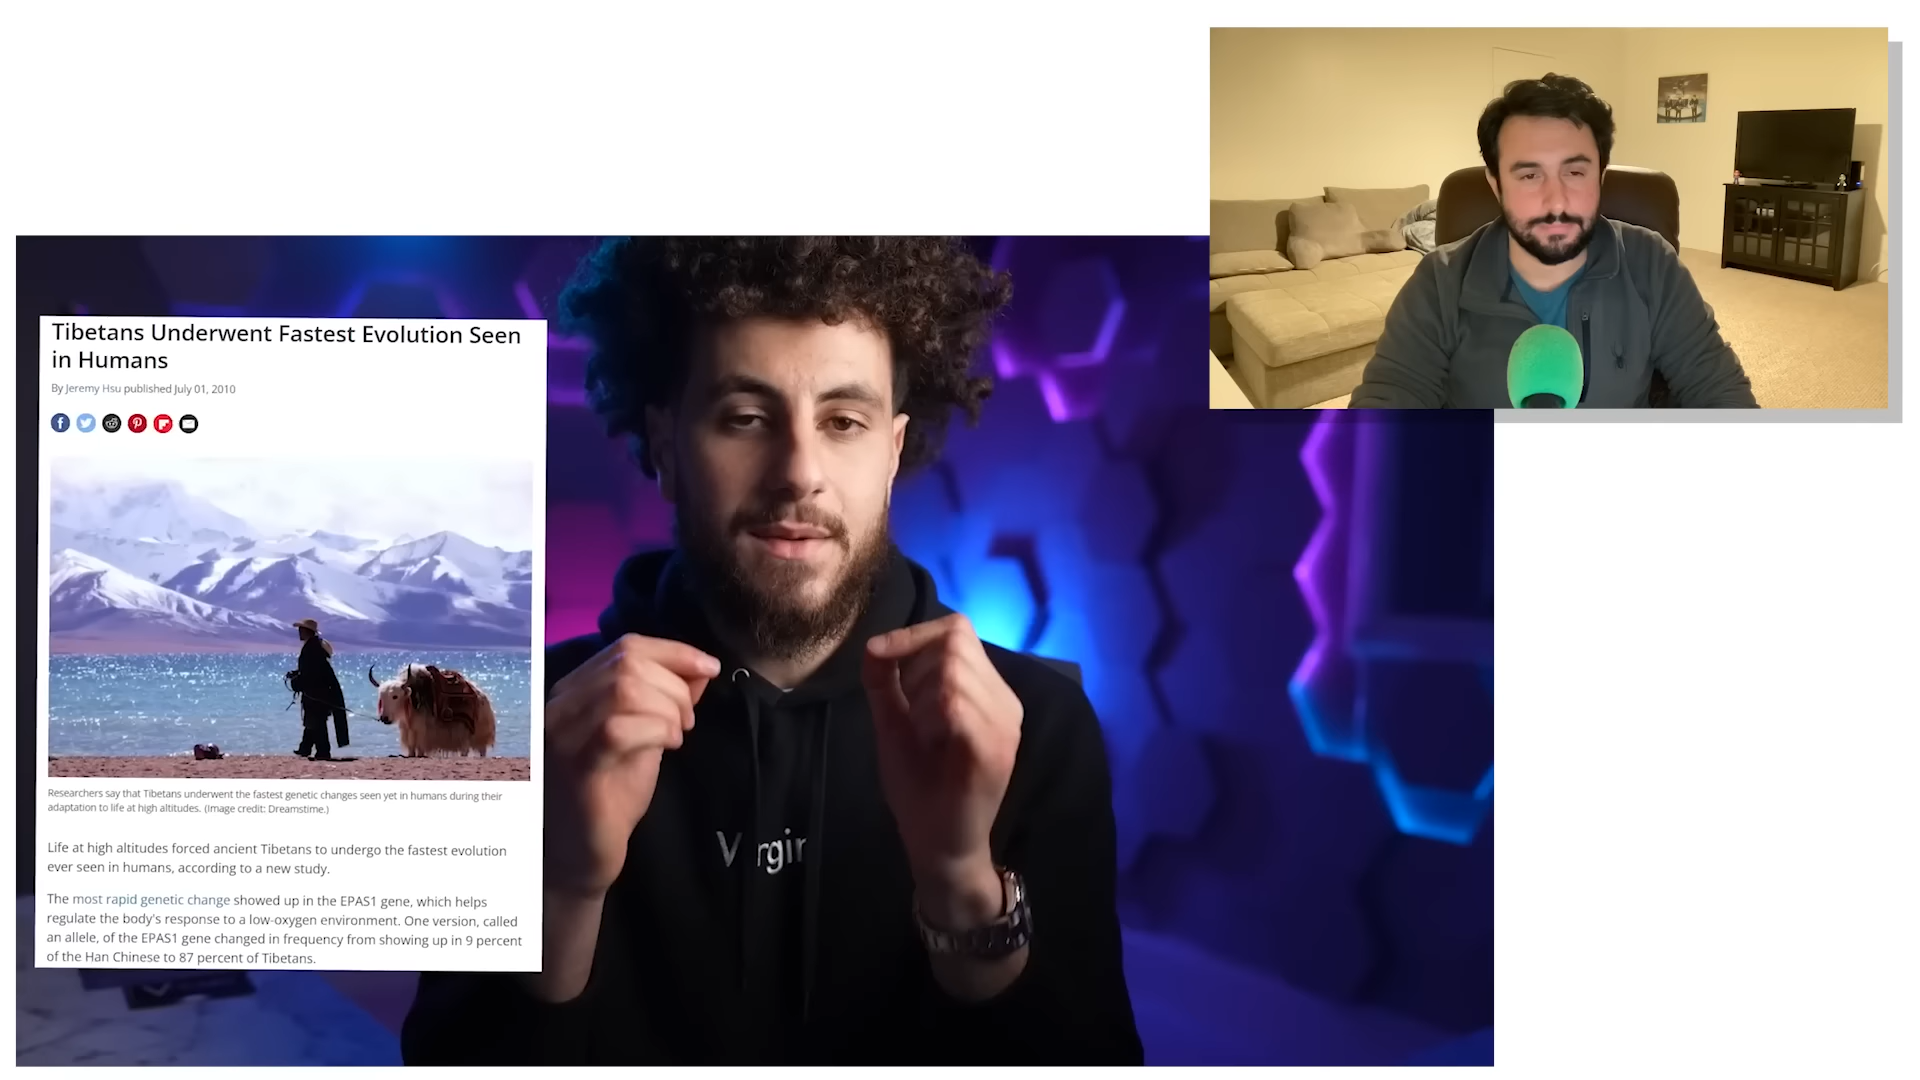 Tibetans Underwent Fastest Evolution Seen
in Humans
By Jeremy Hsu published July 01, 2010
Researchers say that Tibetans underwent the fastest genetic changes seen yet in humans during their
adaptation to life at high altitudes. (Image credit: Dreamstime.)
Life at high altitudes forced ancient Tibetans to undergo the fastest evolution
ever seen in humans, according to a new study.
The most rapid genetic change showed up in the EPAS1 gene, which helps
regulate the body's response to a low-oxygen environment. One version, called
an allele, of the EPAS1 gene changed in frequency from showing up in 9 percent
of the Han Chinese to 87 percent of Tibetans.
V rgin